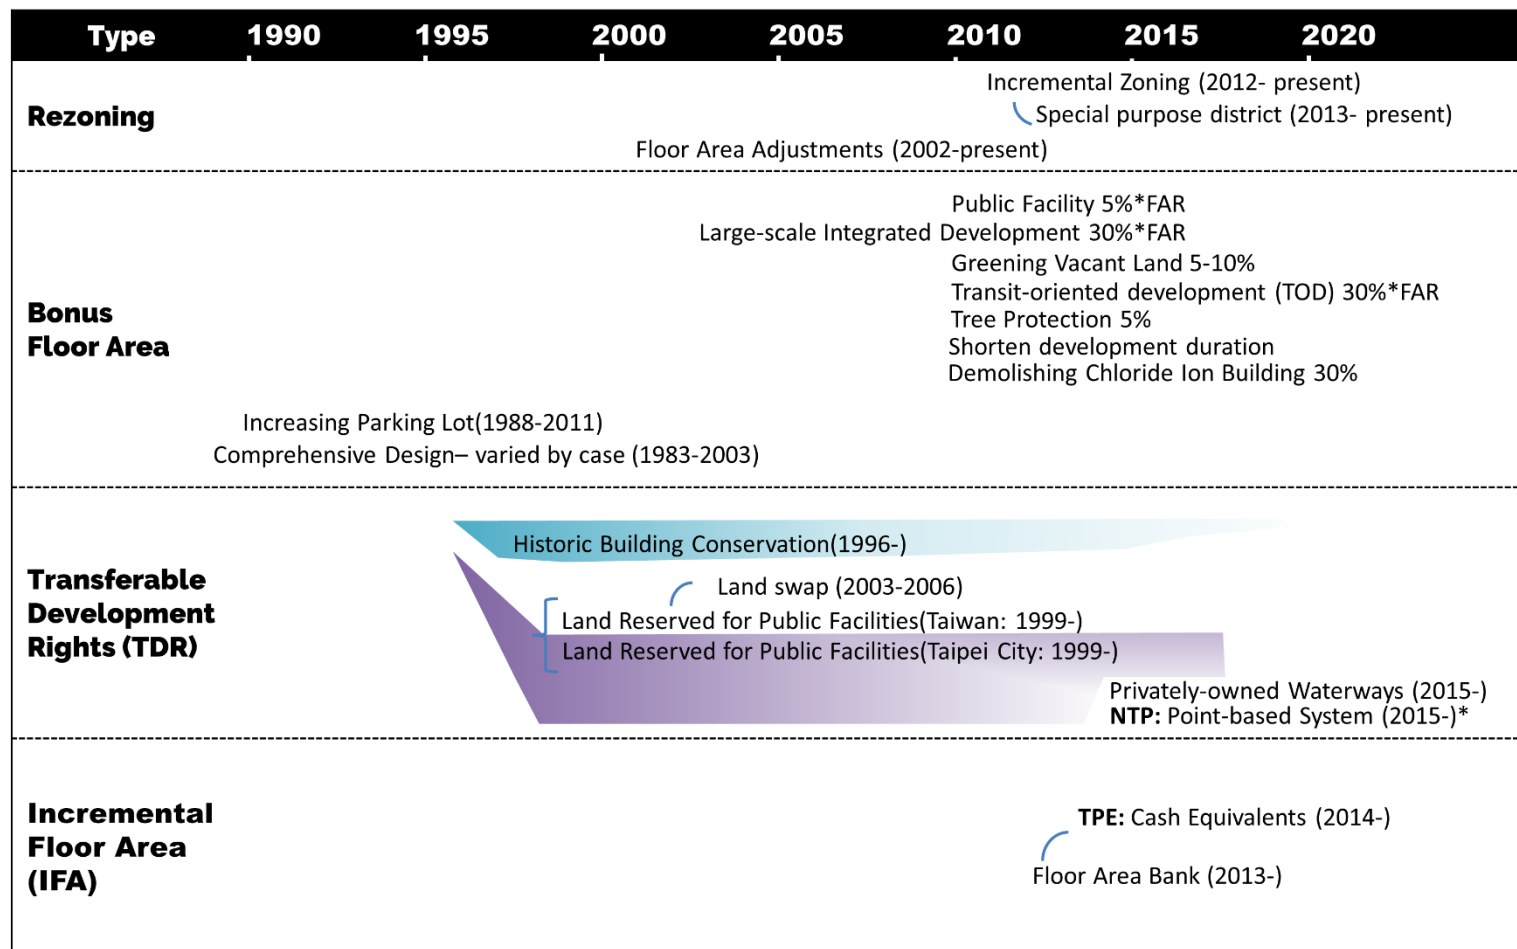 Type 1990 1995 2000 2005 2010 2015 2020
Rezoning
Incremental Zoning (2012- present)
Special purpose district (2013- present)
Floor Area Adjustments (2002-present)
Bonus
Floor Area
Public Facility 5%*FAR
Large-scale Integrated Development 30%*FAR
Greening Vacant Land 5-10%
Transit-oriented development (TOD) 30%*FAR
Tree Protection 5%
Shorten development duration
Demolishing Chloride Ion Building 30%
Increasing Parking Lot(1988-2011)
Comprehensive Design– varied by case (1983-2003)
Transferable
Development
Rights (TDR)
Historic Building Conservation(1996-)
Land swap (2003-2006)
Land Reserved for Public Facilities(Taiwan: 1999-)
Land Reserved for Public Facilities(Taipei City: 1999-)
Privately-owned Waterways (2015-)
NTP: Point-based System (2015-)*
Incremental
Floor Area
(IFA)
TPE: Cash Equivalents (2014-)
Floor Area Bank (2013-)